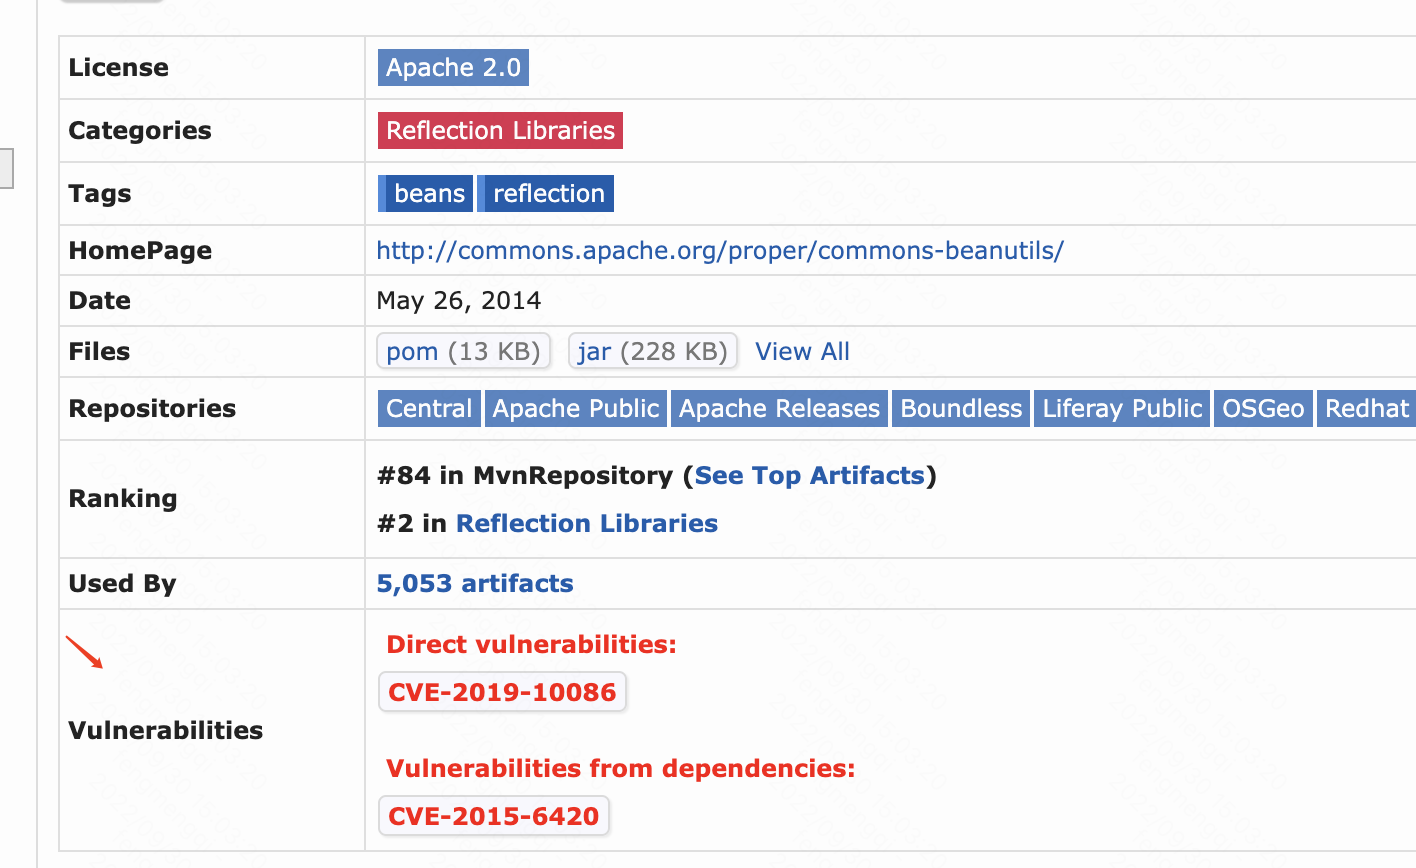 License Apache 2.0
Categories Reflection Libraries
Tags beans reflection
HomePage http://commons.apache.org/proper/commons-beanutils/
Date May 26, 2014
Files pom (13 KB) jar (228 KB) View All
Repositories Central Apache Public Apache Releases Boundless Liferay Public OSGeo Redhat
Ranking
#84 in MvnRepository (See Top Artifacts)
#2 in Reflection Libraries
Used By 5,053 artifacts
Vulnerabilities
Direct vulnerabilities:
CVE-2019-10086
Vulnerabilities from dependencies:
CVE-2015-6420